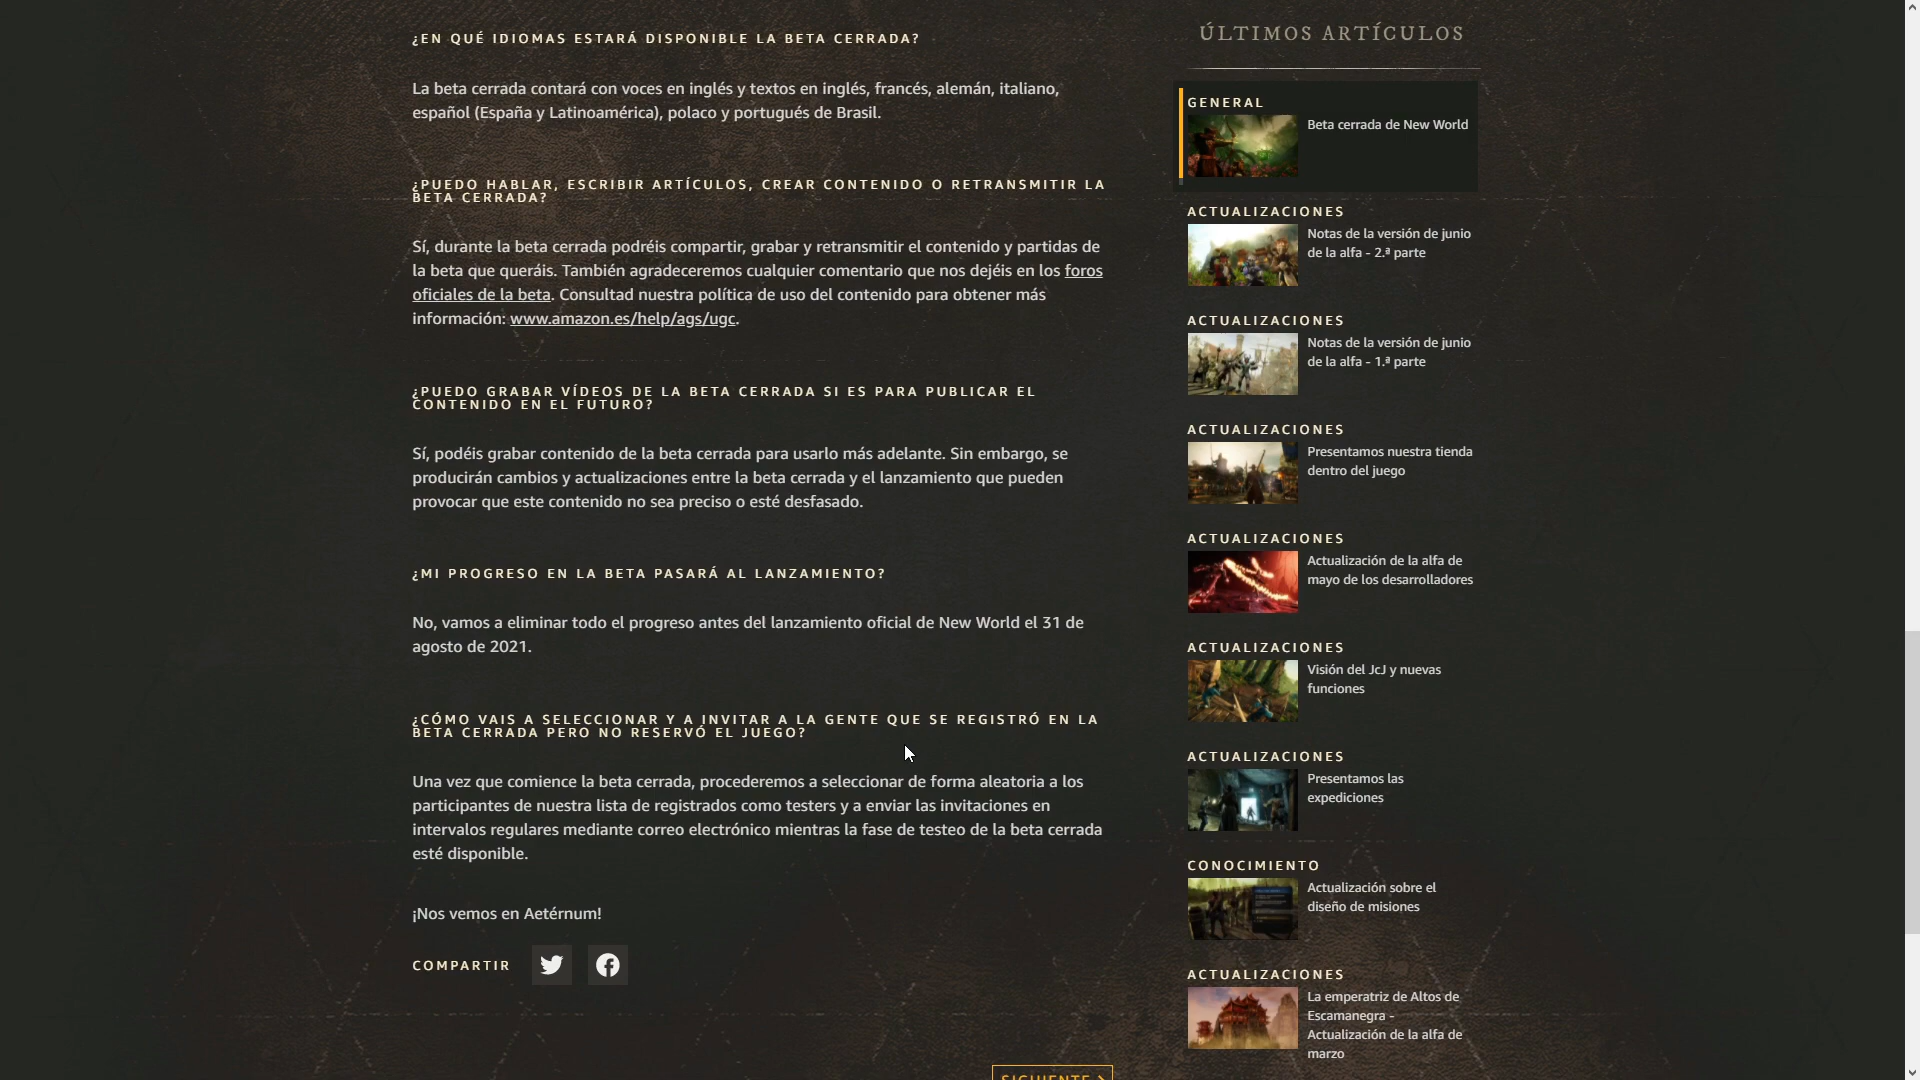 ¿EN QUÉ IDIOMAS ESTARÁ DISPONIBLE LA BETA CERRADA?
La beta cerrada contará con voces en inglés y textos en inglés, francés, alemán, italiano,
español (España y Latinoamérica), polaco y portugués de Brasil.
¿PUEDO HABLAR, ESCRIBIR ARTÍCULOS, CREAR CONTENIDO O RETRANSMITIR LA
BETA CERRADA?
Sí, durante la beta cerrada podréis compartir, grabar y retransmitir el contenido y partidas de
la beta que queráis. También agradeceremos cualquier comentario que nos dejéis en los foros
oficiales de la beta. Consultad nuestra política de uso del contenido para obtener más
información: www.amazon.es/help/ags/ugc.
¿PUEDO GRABAR VÍDEOS DE LA BETA CERRADA SI ES PARA PUBLICAR EL
CONTENIDO EN EL FUTURO?
Sí, podéis grabar contenido de la beta cerrada para usarlo más adelante. Sin embargo, se
producirán cambios y actualizaciones entre la beta cerrada y el lanzamiento que pueden
provocar que este contenido no sea preciso o esté desfasado.
¿MI PROGRESO EN LA BETA PASARÁ AL LANZAMIENTO?
No, vamos a eliminar todo el progreso antes del lanzamiento oficial de New World el 31 de
agosto de 2021.
¿CÓMO VAIS A SELECCIONAR Y A INVITAR A LA GENTE QUE SE REGISTRÓ EN LA
BETA CERRADA PERO NO RESERVÓ EL JUEGO?
Una vez que comience la beta cerrada, procederemos a seleccionar de forma aleatoria a los
participantes de nuestra lista de registrados como testers y a enviar las invitaciones en
intervalos regulares mediante correo electrónico mientras la fase de testeo de la beta cerrada
esté disponible.
¡Nos vemos en Aetérnum!
COMPARTIR
SIGUIENTE
ÚLTIMOS ARTÍCULOS
GENERAL
Beta cerrada de New World
ACTUALIZACIONES
Notas de la versión de junio
de la alfa - 2.ª parte
ACTUALIZACIONES
Notas de la versión de junio
de la alfa - 1.ª parte
ACTUALIZACIONES
Presentamos nuestra tienda
dentro del juego
ACTUALIZACIONES
Actualización de la alfa de
mayo de los desarrolladores
ACTUALIZACIONES
Visión del JcJ y nuevas
funciones
ACTUALIZACIONES
Presentamos las
expediciones
CONOCIMIENTO
Actualización sobre el
diseño de misiones
ACTUALIZACIONES
La emperatriz de Altos de
Escamanegra -
Actualización de la alfa de
marzo